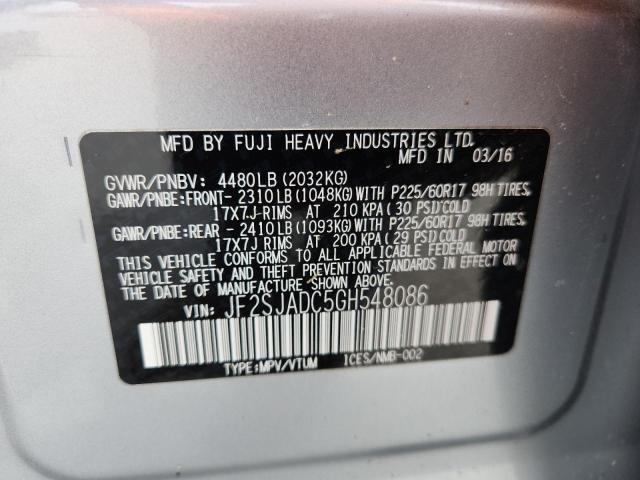 MFD BY FUJI HEAVY INDUSTRIES LTD.
MFD IN 03/16
GVWR/PNBV: 4480LB (2032KG)
GAWR/PNBE:FRONT- 2310 LB (1048KG) WITH P225/60R17 98H TIRES,
17X7J-RIMS AT 210 KPA (30 PSI) COLD
GAWR/PNBE:REAR - 2410 LB (1093KG) WITH P225/60R17 98H TIRES,
17X7J RIMS AT 200 KPA (29 PSI) COLD
THIS VEHICLE CONFORMS TO ALL APPLICABLE FEDERAL MOTOR
VEHICLE SAFETY AND THEFT PREVENTION STANDARDS IN EFFECT ON
THE DATE OF MANUFACTURE SHOWN ABOVE.
VIN: JF2SJADC5GH548086
TYPE:MPV/VTUM ICES/NMB-002